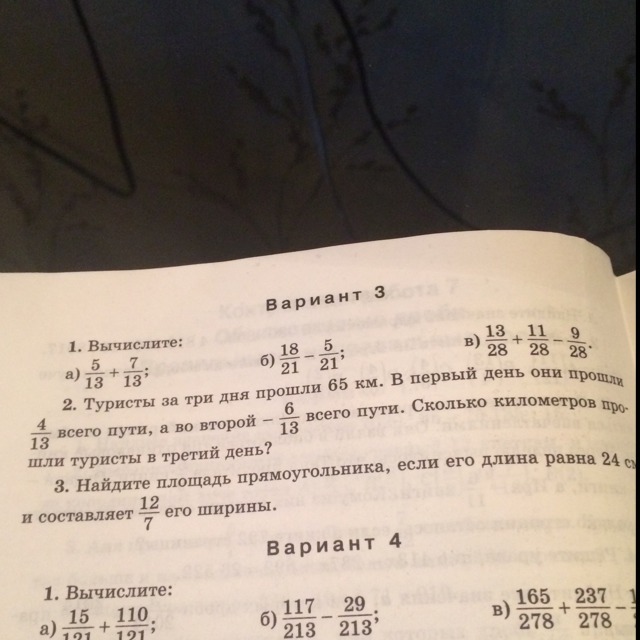 Вариант 3
1. Вычислите:
а) 5/13 + 7/13; б) 18/21 − 5/21; в) 13/28 + 11/28 − 9/28.
2. Туристы за три дня прошли 65 км. В первый день они прошли
4/13 всего пути, а во второй − 6/13 всего пути. Сколько километров про-
шли туристы в третий день?
3. Найдите площадь прямоугольника, если его длина равна 24 см
и составляет 12/7 его ширины.
Вариант 4
1. Вычислите:
а) 15/121 + 110/121; б) 117/213 − 29/213; в) 165/278 + 237/278 −